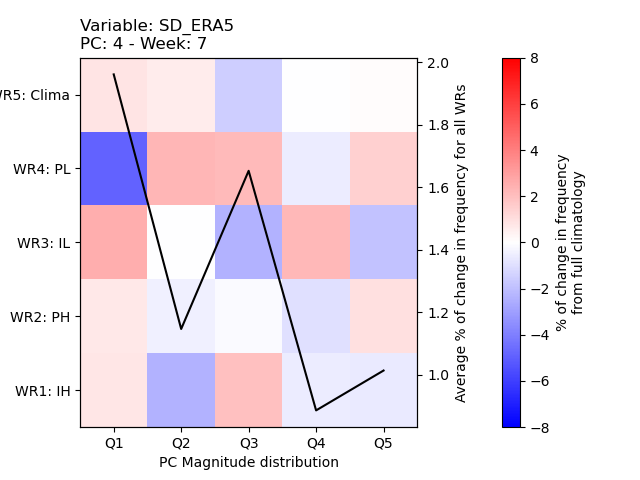 Variable: SD_ERA5
PC: 4 - Week: 7
WR5: Clima
WR4: PL
WR3: IL
WR2: PH
WR1: IH
Q1 Q2 Q3 Q4 Q5
PC Magnitude distribution
2.0
1.8
1.6
1.4
1.2
1.0
Average % of change in frequency for all WRs
8
6
4
2
0
−2
−4
−6
−8
% of change in frequency
from full climatology